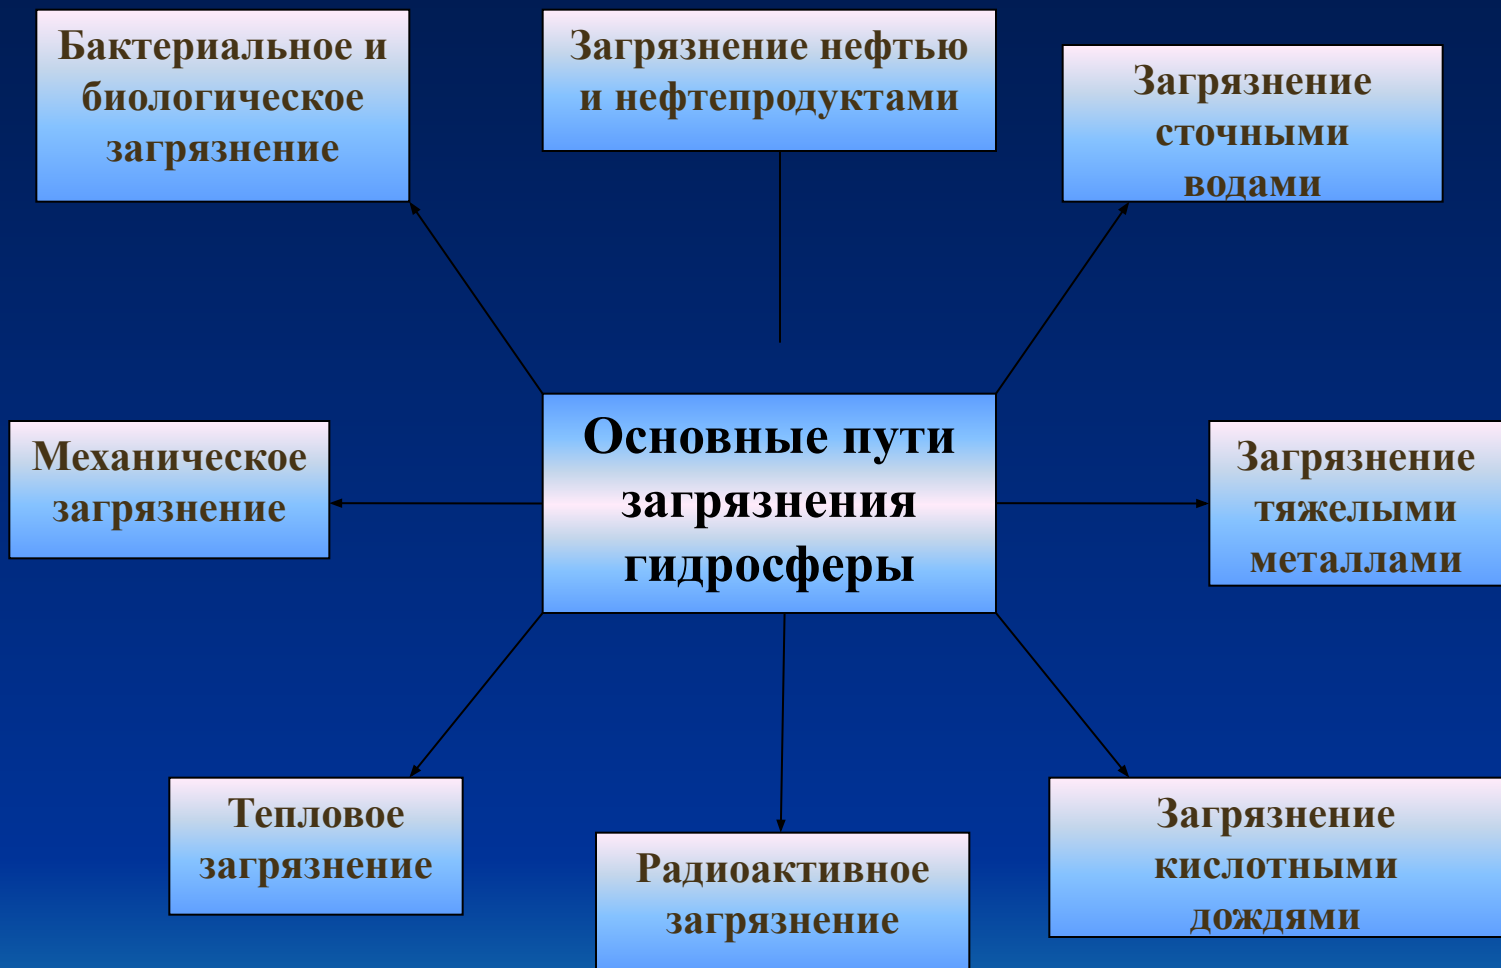 Бактериальное и
биологическое
загрязнение
Загрязнение нефтью
и нефтепродуктами
Загрязнение
сточными
водами
Механическое
загрязнение
Основные пути
загрязнения
гидросферы
Загрязнение
тяжелыми
металлами
Тепловое
загрязнение
Радиоактивное
загрязнение
Загрязнение
кислотными
дождями